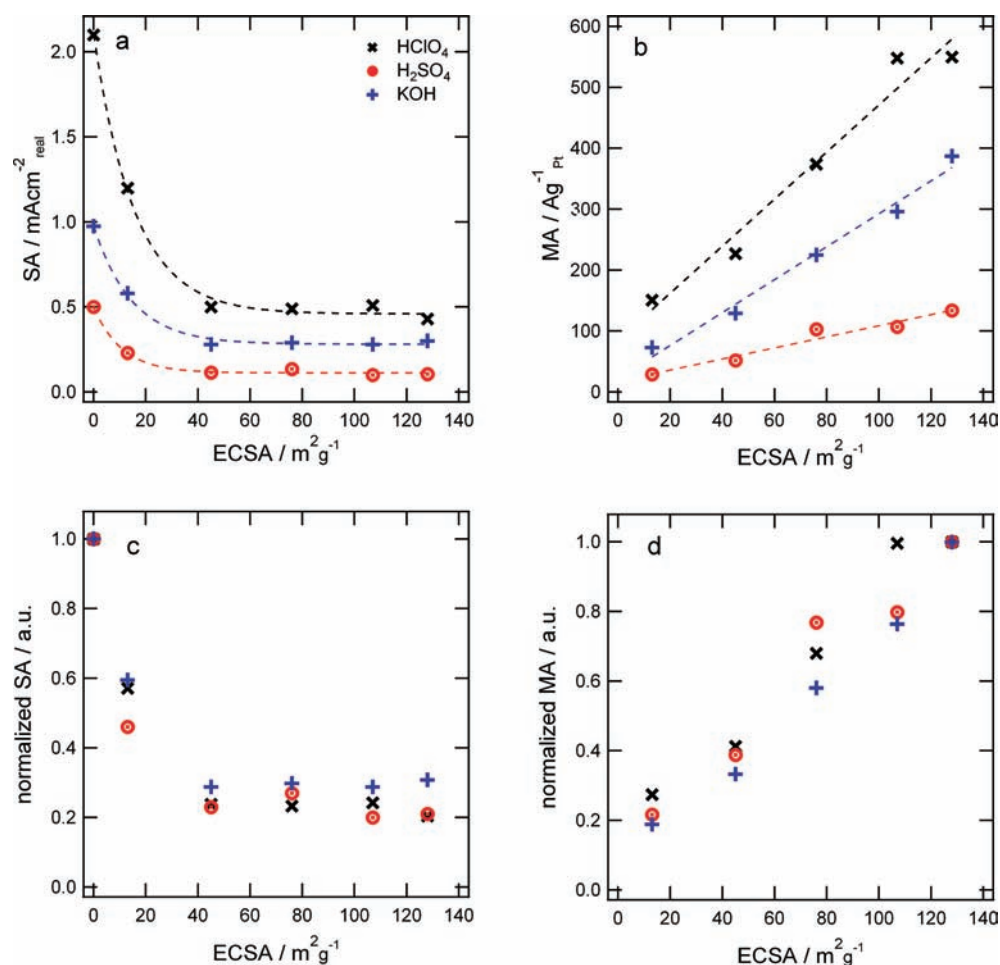 a
HClO₄
H₂SO₄
KOH
2.0
1.5
1.0
0.5
0.0
SA / mAcm⁻²real
0 20 40 60 80 100 120 140
ECSA / m²g⁻¹
b
600
500
400
300
200
100
0
MA / Ag⁻¹Pt
0 20 40 60 80 100 120 140
ECSA / m²g⁻¹
c
1.0
0.8
0.6
0.4
0.2
0.0
normalized SA / a.u.
0 20 40 60 80 100 120 140
ECSA / m²g⁻¹
d
1.0
0.8
0.6
0.4
0.2
0.0
normalized MA / a.u.
0 20 40 60 80 100 120 140
ECSA / m²g⁻¹